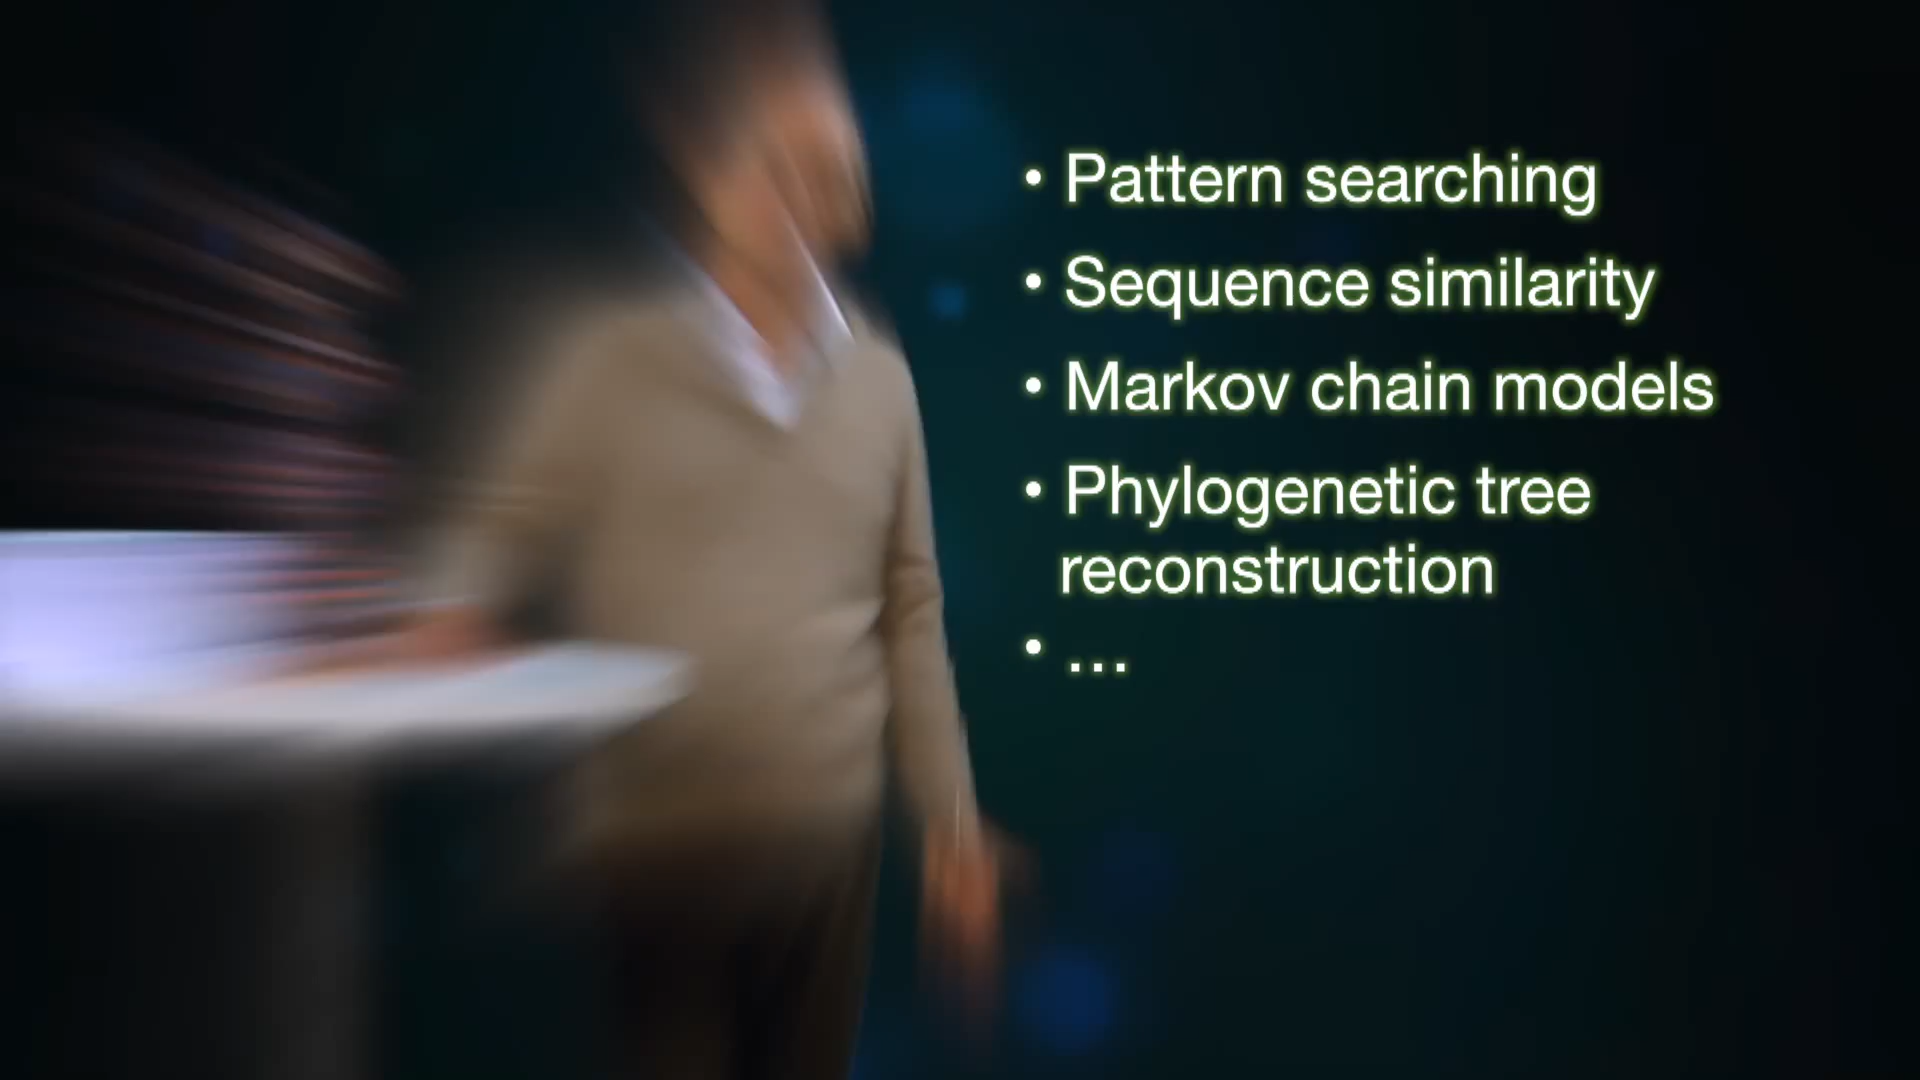 • Pattern searching
• Sequence similarity
• Markov chain models
• Phylogenetic tree
reconstruction
• ...